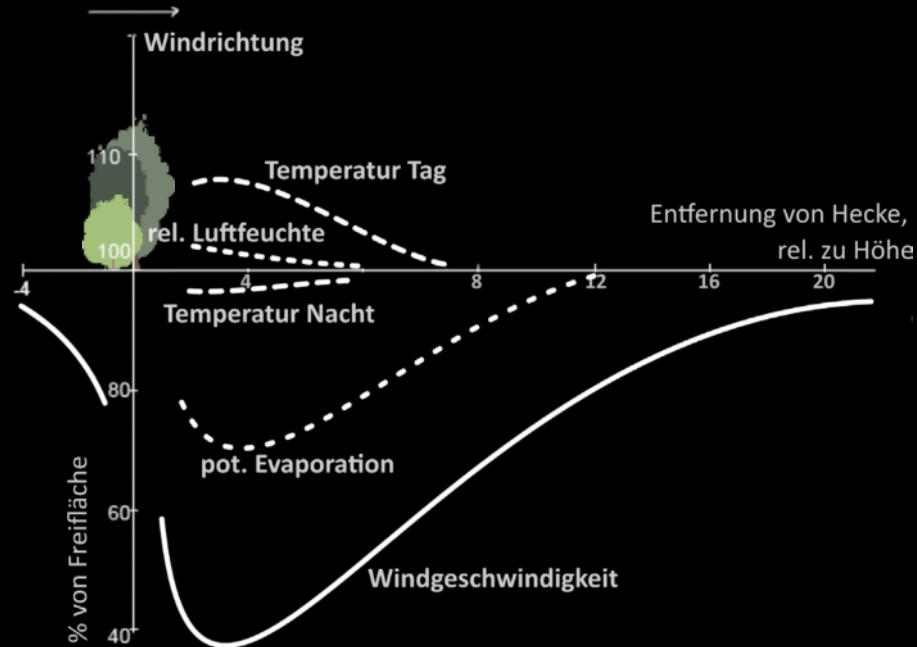 Windrichtung
110
Temperatur Tag
Entfernung von Hecke,
rel. Luftfeuchte
rel. zu Höhe
100
-4
4
8
12
16
20
Temperatur Nacht
80
pot. Evaporation
60
% von Freifläche
Windgeschwindigkeit
40